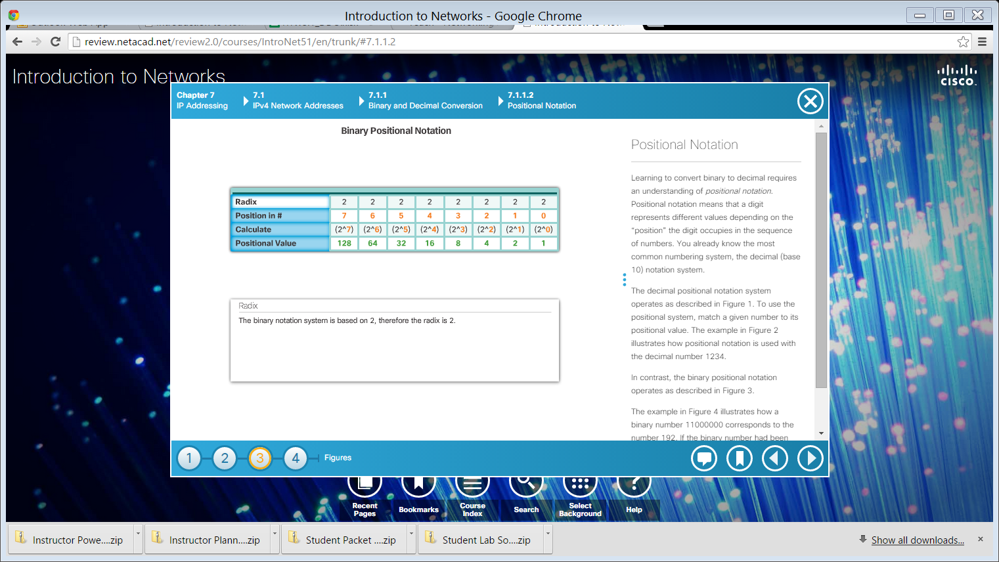 Introduction to Networks - Google Chrome
review.netacad.net/review2.0/courses/IntroNet51/en/trunk/#7.1.1.2
Introduction to Networks
CISCO
Chapter 7
IP Addressing
7.1
IPv4 Network Addresses
7.1.1
Binary and Decimal Conversion
7.1.1.2
Positional Notation
Binary Positional Notation
Radix 2 2 2 2 2 2 2 2
Position in # 7 6 5 4 3 2 1 0
Calculate (2^7) (2^6) (2^5) (2^4) (2^3) (2^2) (2^1) (2^0)
Positional Value 128 64 32 16 8 4 2 1
Radix
The binary notation system is based on 2, therefore the radix is 2.
Positional Notation
Learning to convert binary to decimal requires
an understanding of positional notation.
Positional notation means that a digit
represents different values depending on the
“position” the digit occupies in the sequence
of numbers. You already know the most
common numbering system, the decimal (base
10) notation system.
The decimal positional notation system
operates as described in Figure 1. To use the
positional system, match a given number to its
positional value. The example in Figure 2
illustrates how positional notation is used with
the decimal number 1234.
In contrast, the binary positional notation
operates as described in Figure 3.
The example in Figure 4 illustrates how a
binary number 11000000 corresponds to the
number 192. If the binary number had been
1 2 3 4 Figures
Recent
Pages
Bookmarks
Course
Index
Search
Select
Background
Help
Instructor Powe....zip
Instructor Plann....zip
Student Packet ....zip
Student Lab So....zip
Show all downloads...